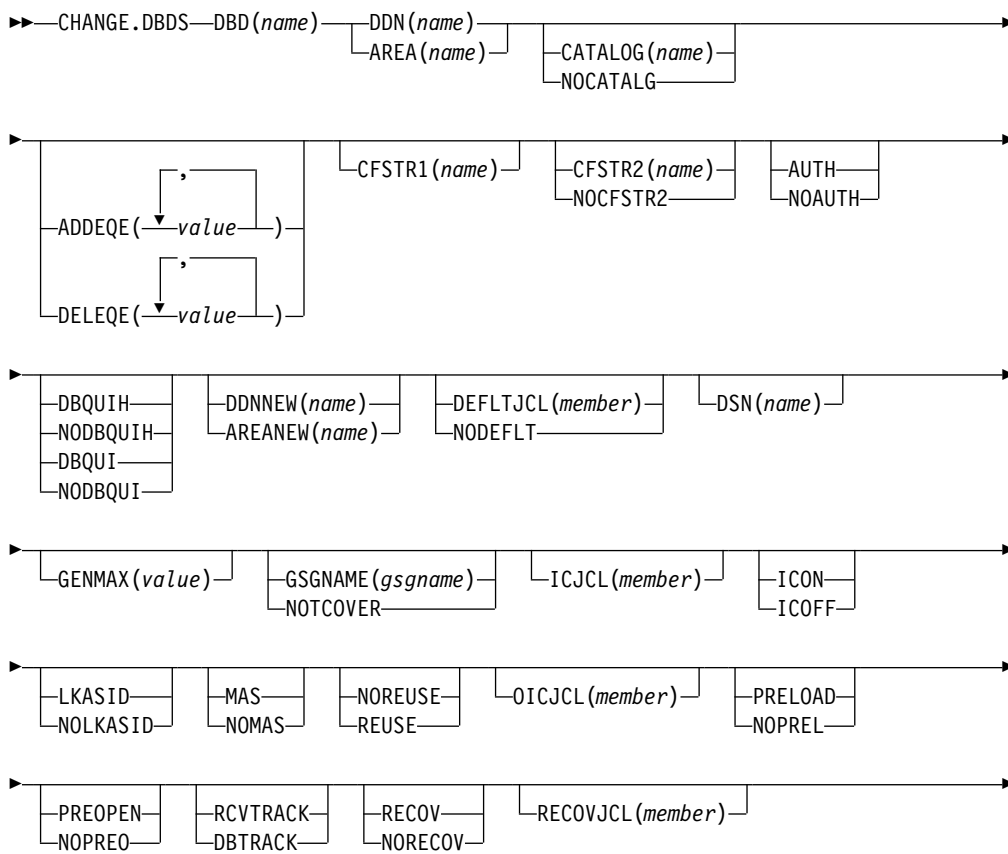 CHANGE.DBDS DBD(name) DDN(name) CATALOG(name)
AREA(name) NOCATALG
ADDEQE( value , ) CFSTR1(name) CFSTR2(name) AUTH
NOCFSTR2 NOAUTH
DELEQE( value , )
DBQUIH DDNNEW(name) DEFLTJCL(member) DSN(name)
NODBQUIH AREANEW(name) NODEFLT
DBQUI
NODBQUI
GENMAX(value) GSGNAME(gsgname) ICJCL(member) ICON
NOTCOVER ICOFF
LKASID MAS NOREUSE OICJCL(member) PRELOAD
NOLKASID NOMAS REUSE NOPREL
PREOPEN RCVTRACK RECOV RECOVJCL(member)
NOPREO DBTRACK NORECOV